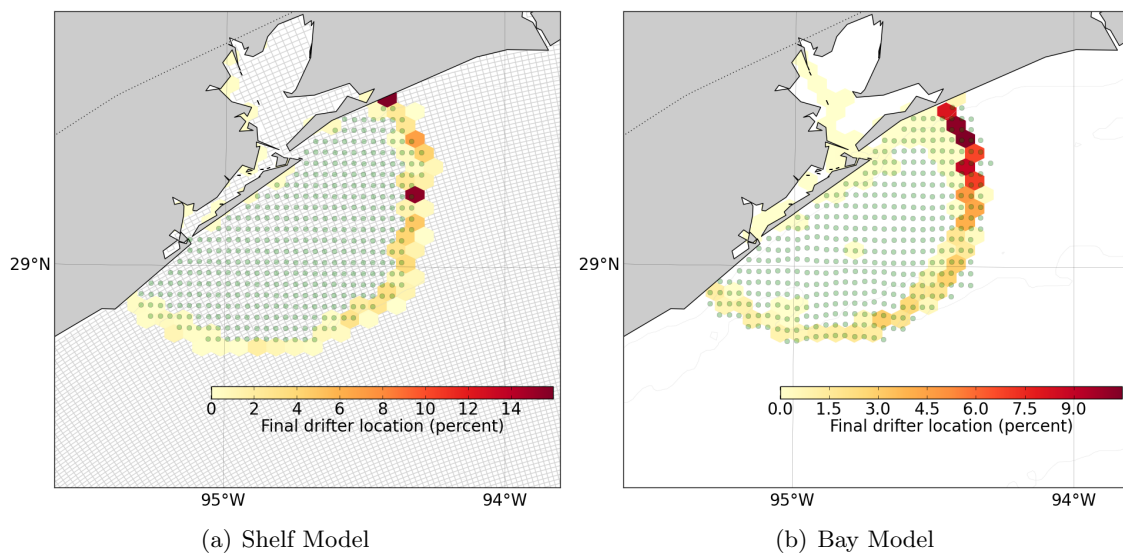 29°N
0 2 4 6 8 10 12 14
Final drifter location (percent)
95°W 94°W
(a) Shelf Model
29°N
0.0 1.5 3.0 4.5 6.0 7.5 9.0
Final drifter location (percent)
95°W 94°W
(b) Bay Model